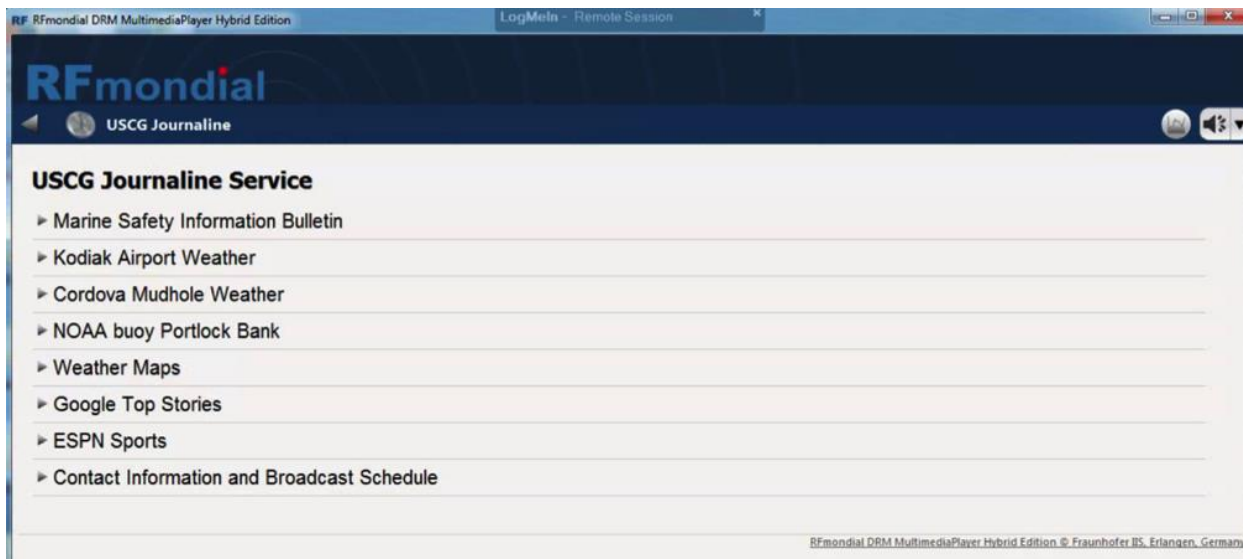 RF RFmondial DRM MultimediaPlayer Hybrid Edition
LogMeIn - Remote Session
RFmondial
USCG Journaline
USCG Journaline Service
Marine Safety Information Bulletin
Kodiak Airport Weather
Cordova Mudhole Weather
NOAA buoy Portlock Bank
Weather Maps
Google Top Stories
ESPN Sports
Contact Information and Broadcast Schedule
RFmondial DRM MultimediaPlayer Hybrid Edition © Fraunhofer IIS, Erlangen, Germany